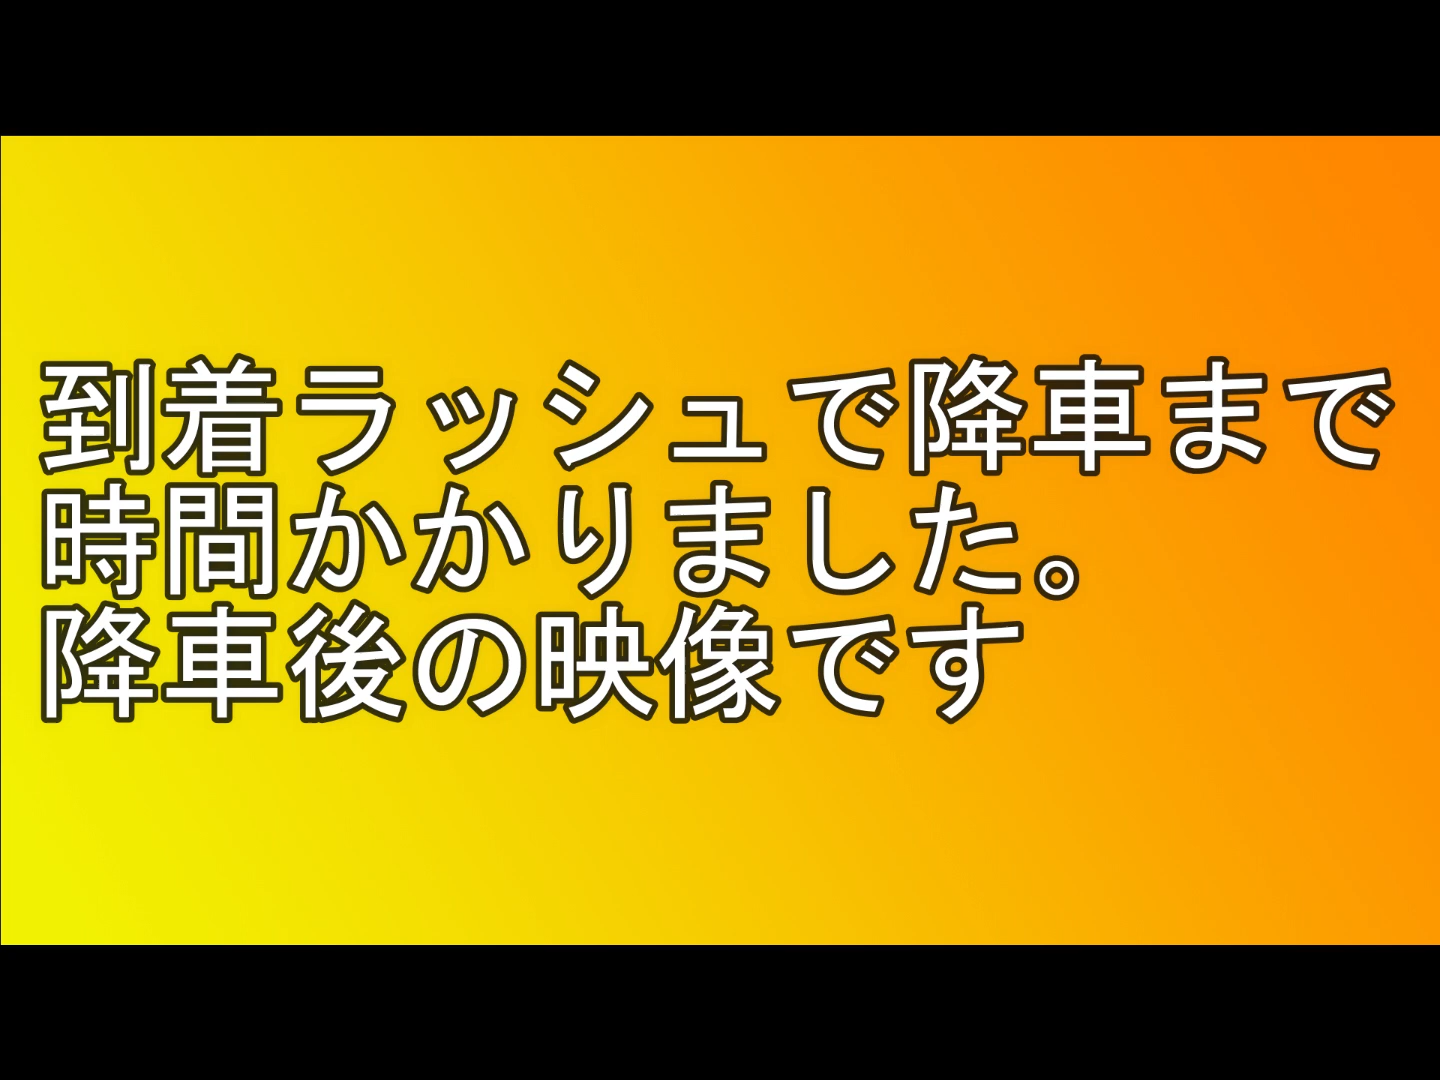 到着ラッシュで降車まで
時間かかりました。
降車後の映像です